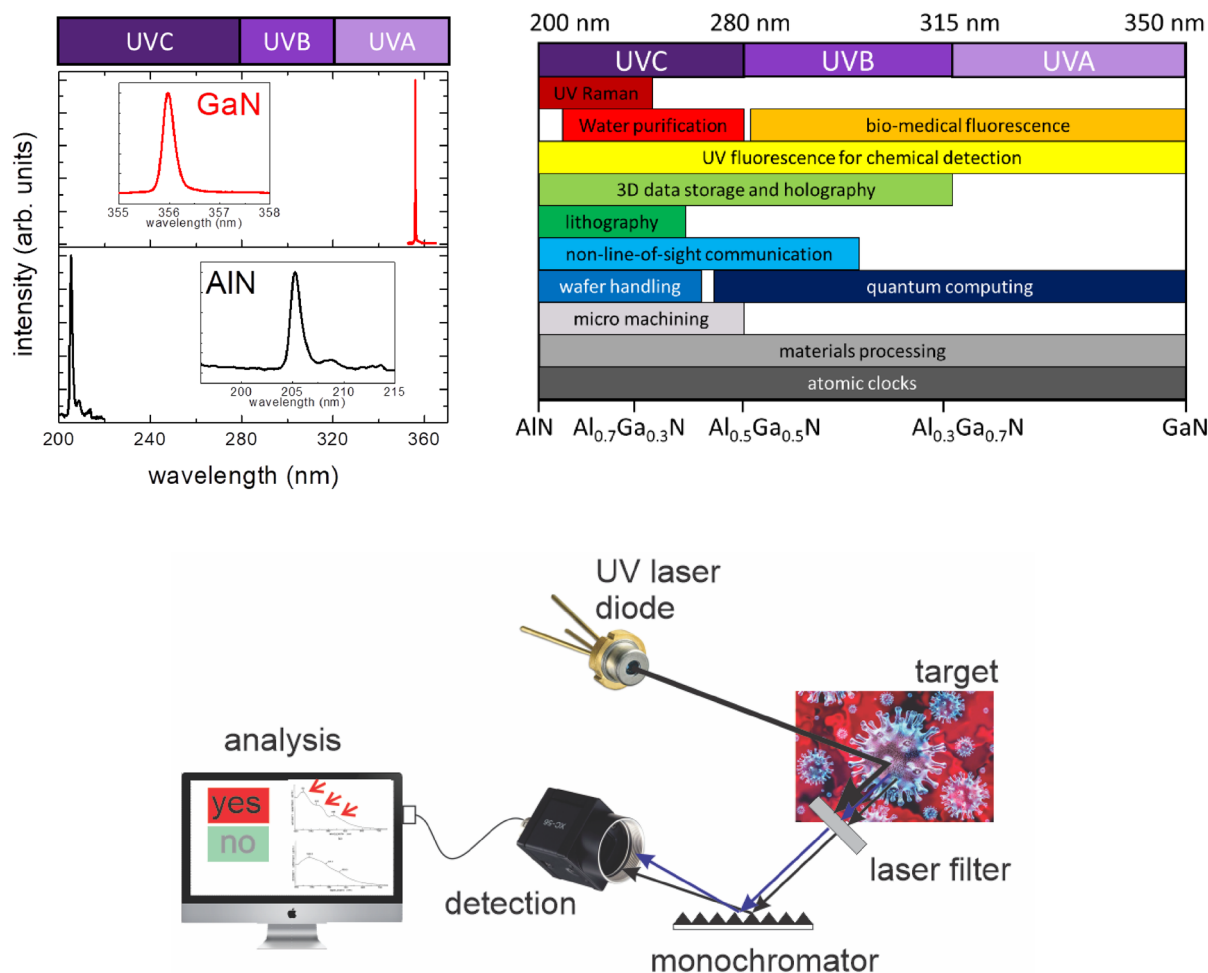 UVC UVB UVA
GaN
355 356 357 358
wavelength (nm)
AlN
200 205 210 215
wavelength (nm)
intensity (arb. units)
200 240 280 320 360
wavelength (nm)
200 nm 280 nm 315 nm 350 nm
UVC UVB UVA
UV Raman
Water purification bio-medical fluorescence
UV fluorescence for chemical detection
3D data storage and holography
lithography
non-line-of-sight communication
wafer handling quantum computing
micro machining
materials processing
atomic clocks
AlN Al0.7Ga0.3N Al0.5Ga0.5N Al0.3Ga0.7N GaN
UV laser
diode
target
analysis
yes
no
laser filter
detection
monochromator